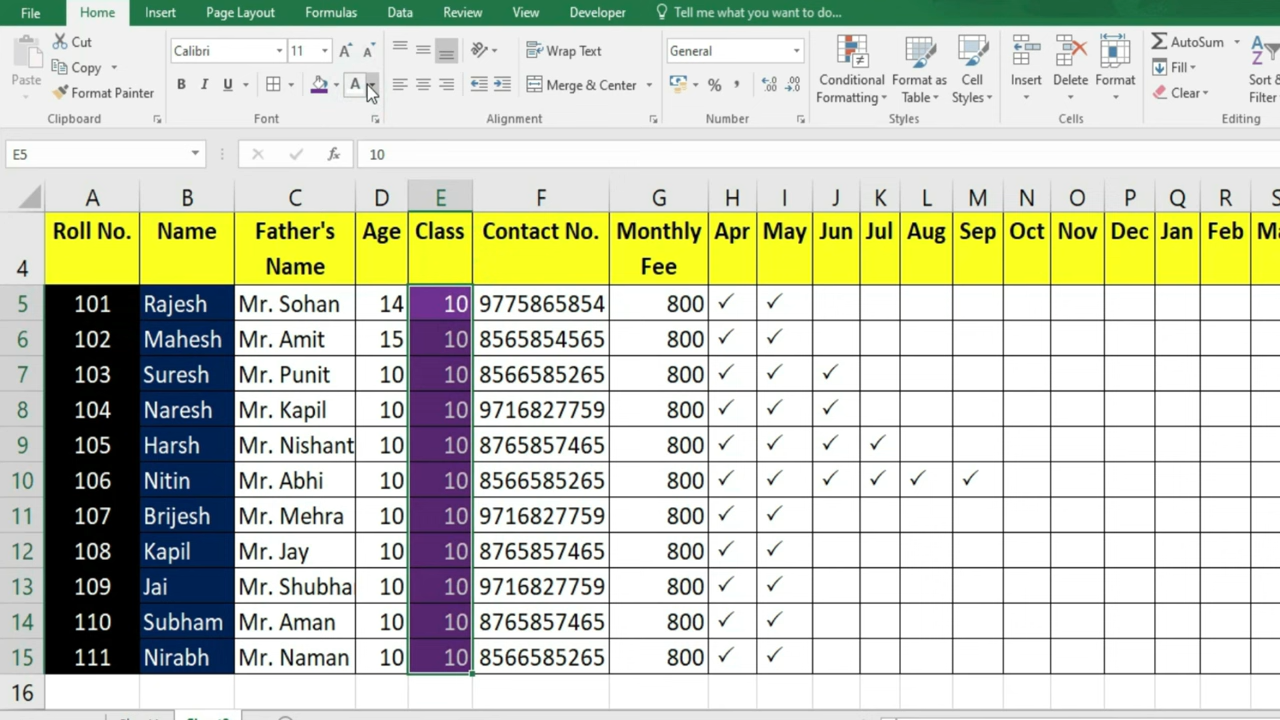 File Home Insert Page Layout Formulas Data Review View Developer Tell me what you want to do...
Cut
Copy
Format Painter
Paste
Clipboard
Calibri 11 A A
B I U A
Font
Wrap Text
Merge & Center
Alignment
General
% ,
Number
Conditional Formatting
Format as Table
Cell Styles
Styles
Insert Delete Format
Cells
AutoSum
Fill
Clear
Sort &
Filter
Editing
E5 fx 10
A B C D E F G H I J K L M N O P Q R S
4 Roll No. Name Father's Name Age Class Contact No. Monthly Fee Apr May Jun Jul Aug Sep Oct Nov Dec Jan Feb
5 101 Rajesh Mr. Sohan 14 10 9775865854 800 ✓ ✓
6 102 Mahesh Mr. Amit 15 10 8565854565 800 ✓ ✓
7 103 Suresh Mr. Punit 10 10 8566585265 800 ✓ ✓ ✓
8 104 Naresh Mr. Kapil 10 10 9716827759 800 ✓ ✓ ✓
9 105 Harsh Mr. Nishant 10 10 8765857465 800 ✓ ✓ ✓ ✓
10 106 Nitin Mr. Abhi 10 10 8566585265 800 ✓ ✓ ✓ ✓ ✓ ✓
11 107 Brijesh Mr. Mehra 10 10 9716827759 800 ✓ ✓
12 108 Kapil Mr. Jay 10 10 8765857465 800 ✓ ✓
13 109 Jai Mr. Shubha 10 10 9716827759 800 ✓ ✓
14 110 Subham Mr. Aman 10 10 8765857465 800 ✓ ✓
15 111 Nirabh Mr. Naman 10 10 8566585265 800 ✓ ✓
16